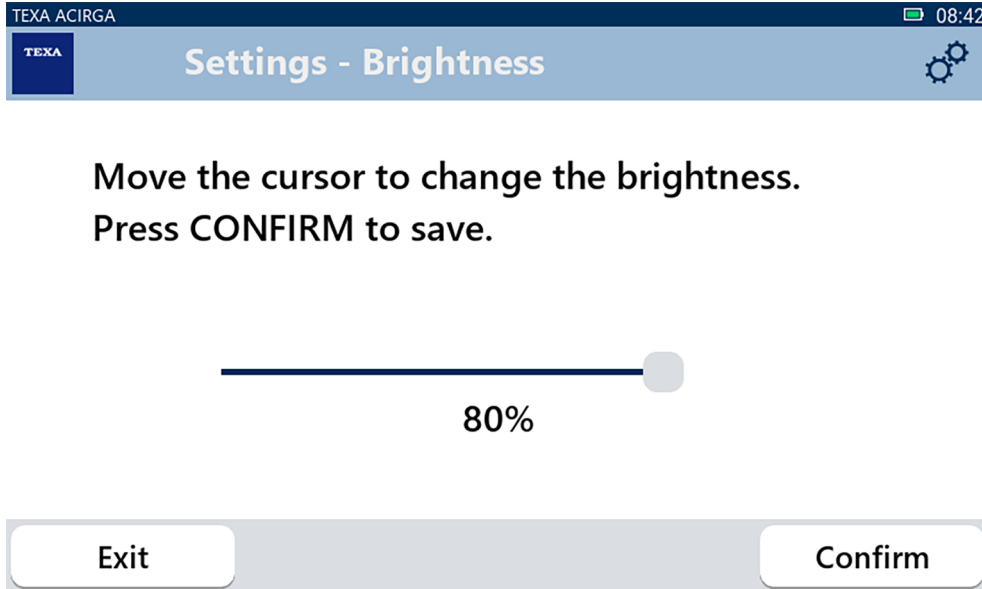 TEXA ACIRGA 08:42
TEXA
Settings - Brightness
Move the cursor to change the brightness.
Press CONFIRM to save.
80%
Exit Confirm